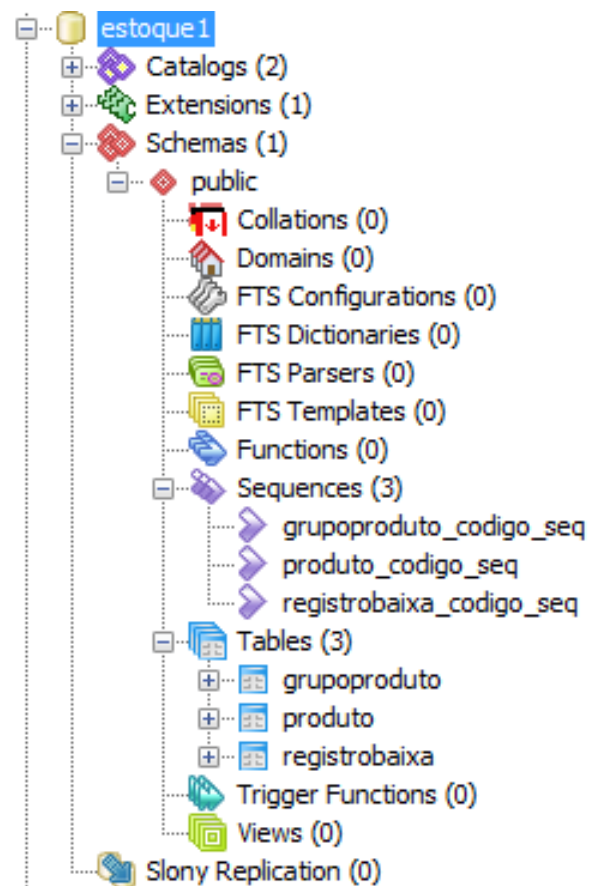 estoque1
Catalogs (2)
Extensions (1)
Schemas (1)
public
Collations (0)
Domains (0)
FTS Configurations (0)
FTS Dictionaries (0)
FTS Parsers (0)
FTS Templates (0)
Functions (0)
Sequences (3)
grupoproduto_codigo_seq
produto_codigo_seq
registrobaixa_codigo_seq
Tables (3)
grupoproduto
produto
registrobaixa
Trigger Functions (0)
Views (0)
Slony Replication (0)